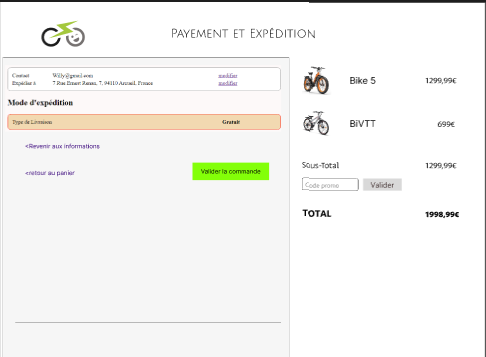 Payement et Expédition
Contact Willy@gmail.com modifier
Expédier à 7 Rue Ernest Renan, 7, 94110 Arcueil, France modifier
Mode d'expédition
Type de Livraison Gratuit
<Revenir aux informations
<retour au panier
Valider la commande
Bike 5 1299,99€
BiVTT 699€
Sous-Total 1299,99€
Code promo Valider
TOTAL 1998,99€